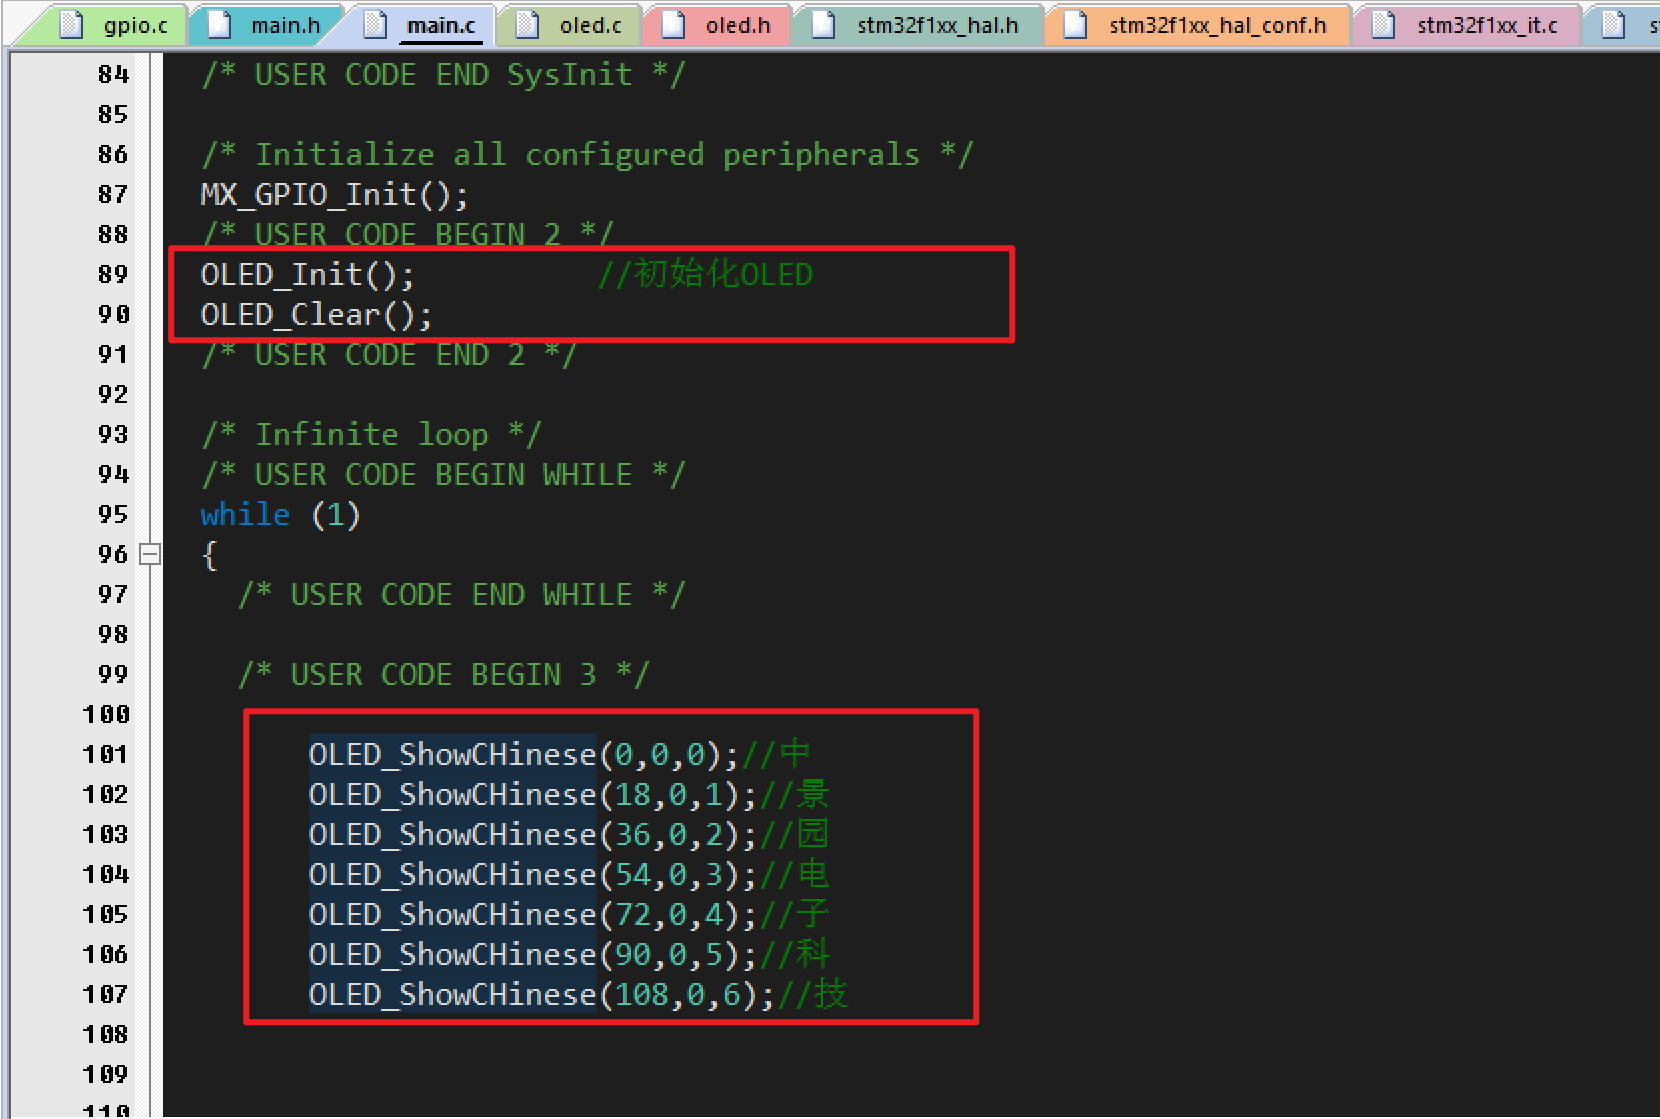 gpio.c main.h main.c oled.c oled.h stm32f1xx_hal.h stm32f1xx_hal_conf.h stm32f1xx_it.c
84 /* USER CODE END SysInit */
85
86 /* Initialize all configured peripherals */
87 MX_GPIO_Init();
88 /* USER CODE BEGIN 2 */
89 OLED_Init(); //初始化OLED
90 OLED_Clear();
91 /* USER CODE END 2 */
92
93 /* Infinite loop */
94 /* USER CODE BEGIN WHILE */
95 while (1)
96 {
97 /* USER CODE END WHILE */
98
99 /* USER CODE BEGIN 3 */
100
101 OLED_ShowCHinese(0,0,0);//中
102 OLED_ShowCHinese(18,0,1);//景
103 OLED_ShowCHinese(36,0,2);//园
104 OLED_ShowCHinese(54,0,3);//电
105 OLED_ShowCHinese(72,0,4);//子
106 OLED_ShowCHinese(90,0,5);//科
107 OLED_ShowCHinese(108,0,6);//技
108
109
110